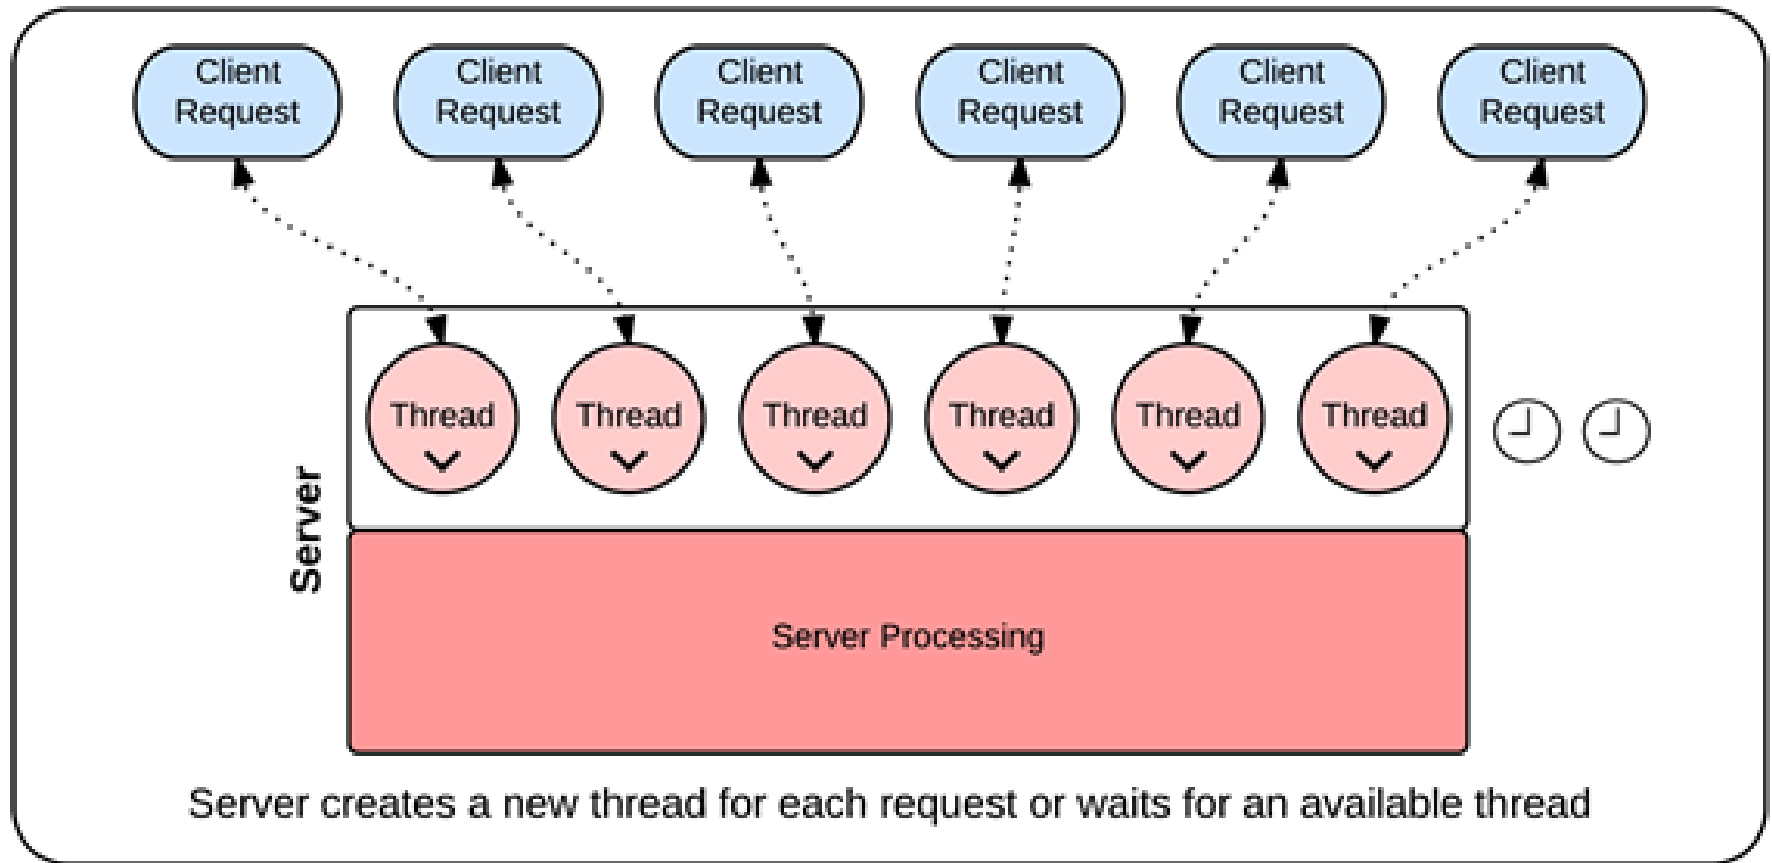 Client
Request
Client
Request
Client
Request
Client
Request
Client
Request
Client
Request
Thread
Thread
Thread
Thread
Thread
Thread
Server
Server Processing
Server creates a new thread for each request or waits for an available thread